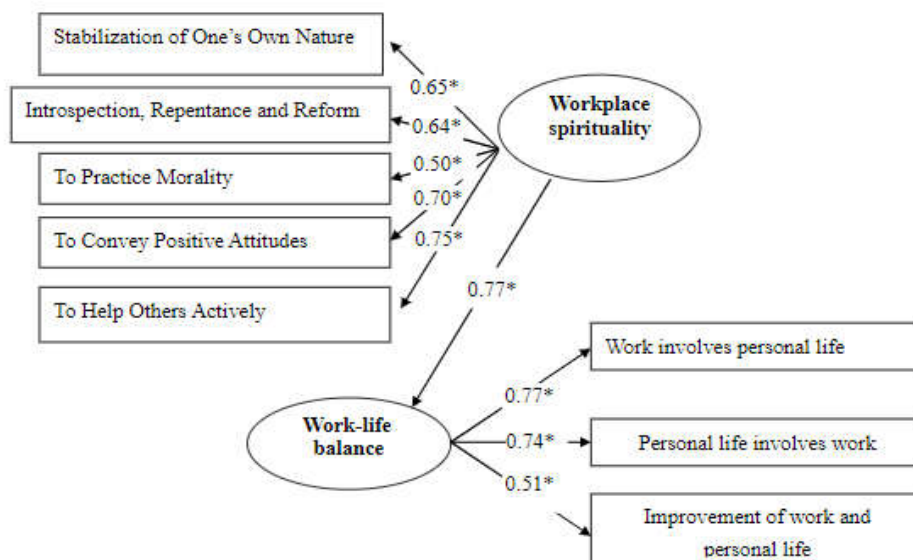 Stabilization of One's Own Nature
0.65*
Workplace
spirituality
Introspection, Repentance and Reform
0.64*
0.50*
To Practice Morality
0.70*
To Convey Positive Attitudes
0.75*
To Help Others Actively
0.77*
Work involves personal life
0.77*
Work-life
balance
0.74*
Personal life involves work
0.51*
Improvement of work and
personal life